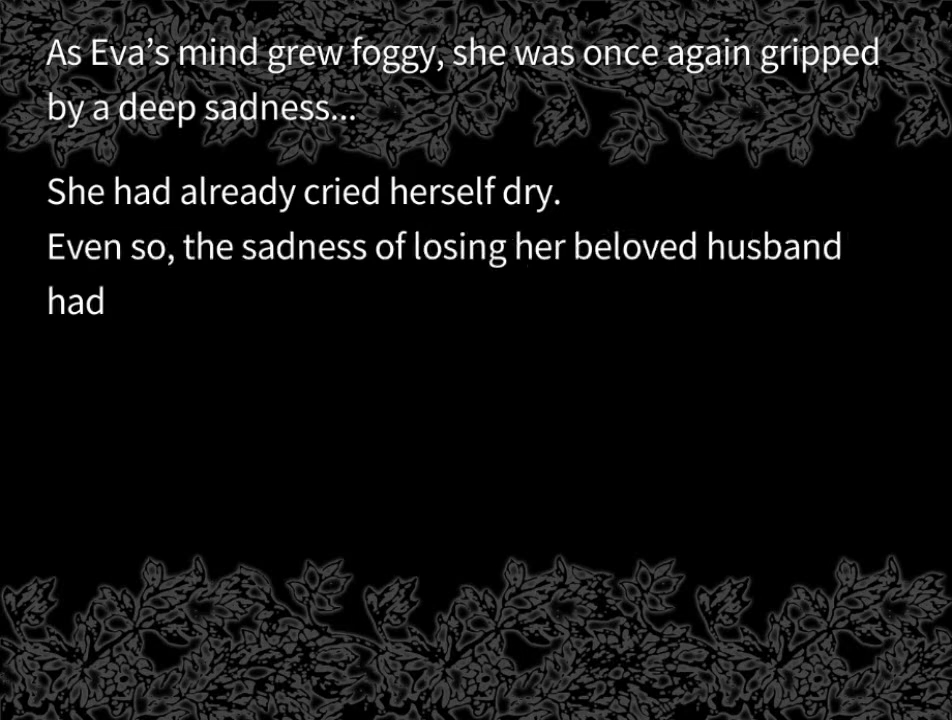 As Eva’s mind grew foggy, she was once again gripped
by a deep sadness...
She had already cried herself dry.
Even so, the sadness of losing her beloved husband
had